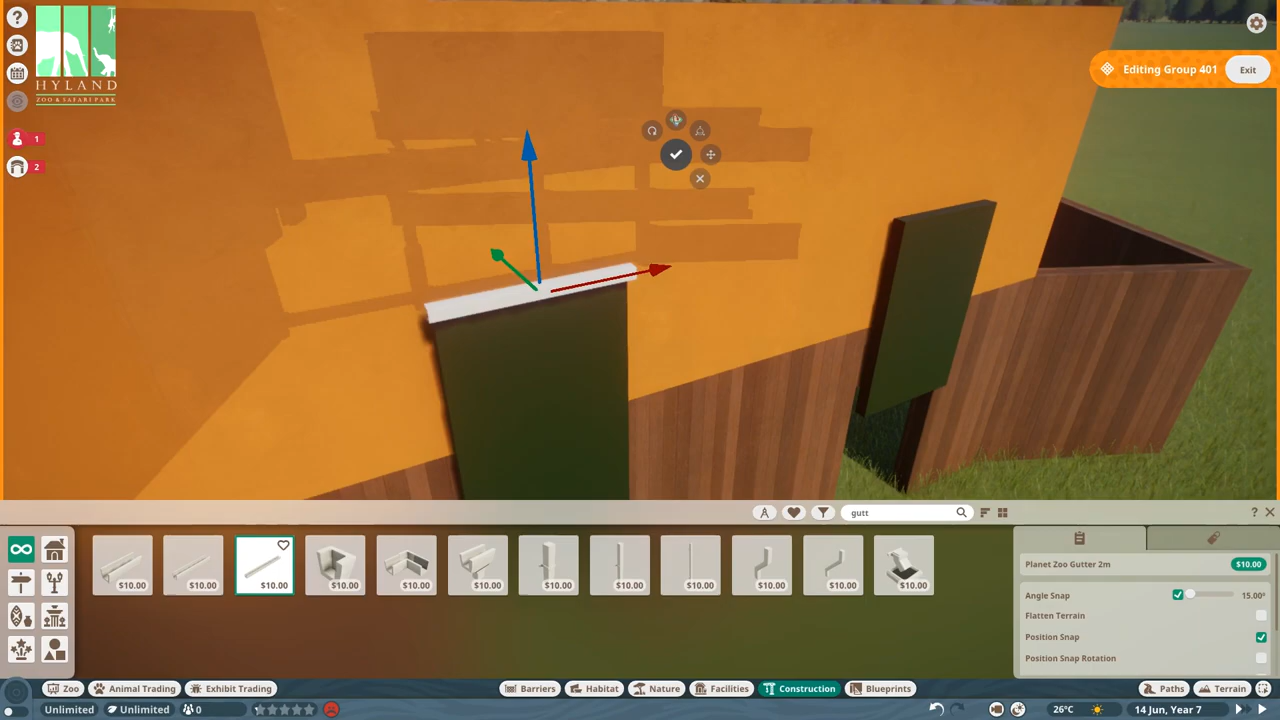 ?
HYLAND
ZOO & SAFARI PARK
Editing Group 401
Exit
1
2
gutt
?
$10.00
$10.00
$10.00
$10.00
$10.00
$10.00
$10.00
$10.00
$10.00
$10.00
$10.00
$10.00
Planet Zoo Gutter 2m
$10.00
Angle Snap
15.00°
Flatten Terrain
Position Snap
Position Snap Rotation
Zoo
Animal Trading
Exhibit Trading
Barriers
Habitat
Nature
Facilities
Construction
Blueprints
Paths
Terrain
Unlimited
Unlimited
0
26°C
14 Jun, Year 7